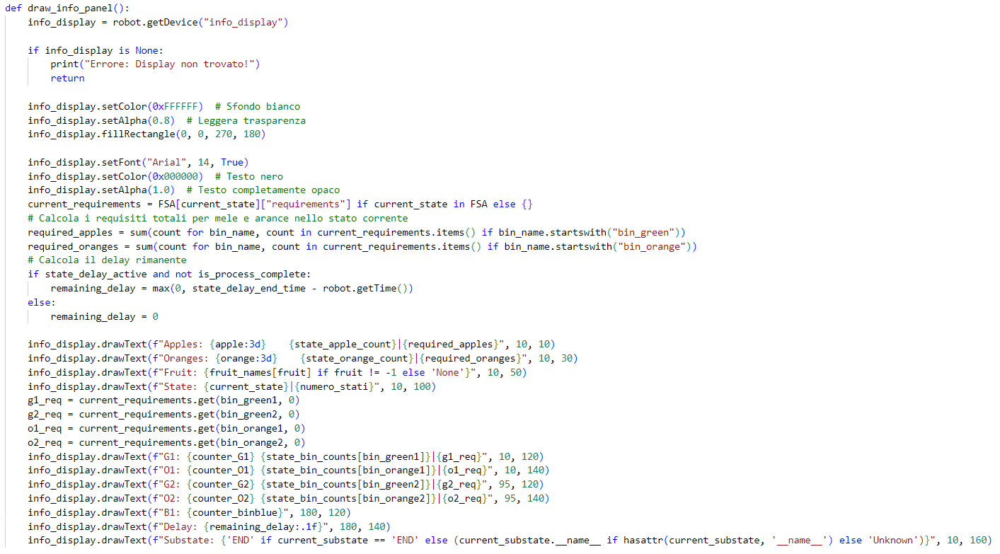 def draw_info_panel():
    info_display = robot.getDevice("info_display")

    if info_display is None:
        print("Errore: Display non trovato!")
        return

    info_display.setColor(0xFFFFFF)  # Sfondo bianco
    info_display.setAlpha(0.8)  # Leggera trasparenza
    info_display.fillRectangle(0, 0, 270, 180)

    info_display.setFont("Arial", 14, True)
    info_display.setColor(0x000000)  # Testo nero
    info_display.setAlpha(1.0)  # Testo completamente opaco
    current_requirements = FSA[current_state]["requirements"] if current_state in FSA else {}
    # Calcola i requisiti totali per mele e arance nello stato corrente
    required_apples = sum(count for bin_name, count in current_requirements.items() if bin_name.startswith("bin_green"))
    required_oranges = sum(count for bin_name, count in current_requirements.items() if bin_name.startswith("bin_orange"))
    # Calcola il delay rimanente
    if state_delay_active and not is_process_complete:
        remaining_delay = max(0, state_delay_end_time - robot.getTime())
    else:
        remaining_delay = 0

    info_display.drawText(f"Apples: {apple:3d}    {state_apple_count}|{required_apples}", 10, 10)
    info_display.drawText(f"Oranges: {orange:3d}    {state_orange_count}|{required_oranges}", 10, 30)
    info_display.drawText(f"Fruit: {fruit_names[fruit] if fruit != -1 else 'None'}", 10, 50)
    info_display.drawText(f"State: {current_state}|{numero_stati}", 10, 100)
    g1_req = current_requirements.get(bin_green1, 0)
    g2_req = current_requirements.get(bin_green2, 0)
    o1_req = current_requirements.get(bin_orange1, 0)
    o2_req = current_requirements.get(bin_orange2, 0)
    info_display.drawText(f"G1: {counter_G1} {state_bin_counts[bin_green1]}|{g1_req}", 10, 120)
    info_display.drawText(f"O1: {counter_O1} {state_bin_counts[bin_orange1]}|{o1_req}", 10, 140)
    info_display.drawText(f"G2: {counter_G2} {state_bin_counts[bin_green2]}|{g2_req}", 95, 120)
    info_display.drawText(f"O2: {counter_O2} {state_bin_counts[bin_orange2]}|{o2_req}", 95, 140)
    info_display.drawText(f"B1: {counter_binblue}", 180, 120)
    info_display.drawText(f"Delay: {remaining_delay:.1f}", 180, 140)
    info_display.drawText(f"Substate: {'END' if current_substate == 'END' else (current_substate.__name__ if hasattr(current_substate, '__name__') else 'Unknown')}", 10, 160)